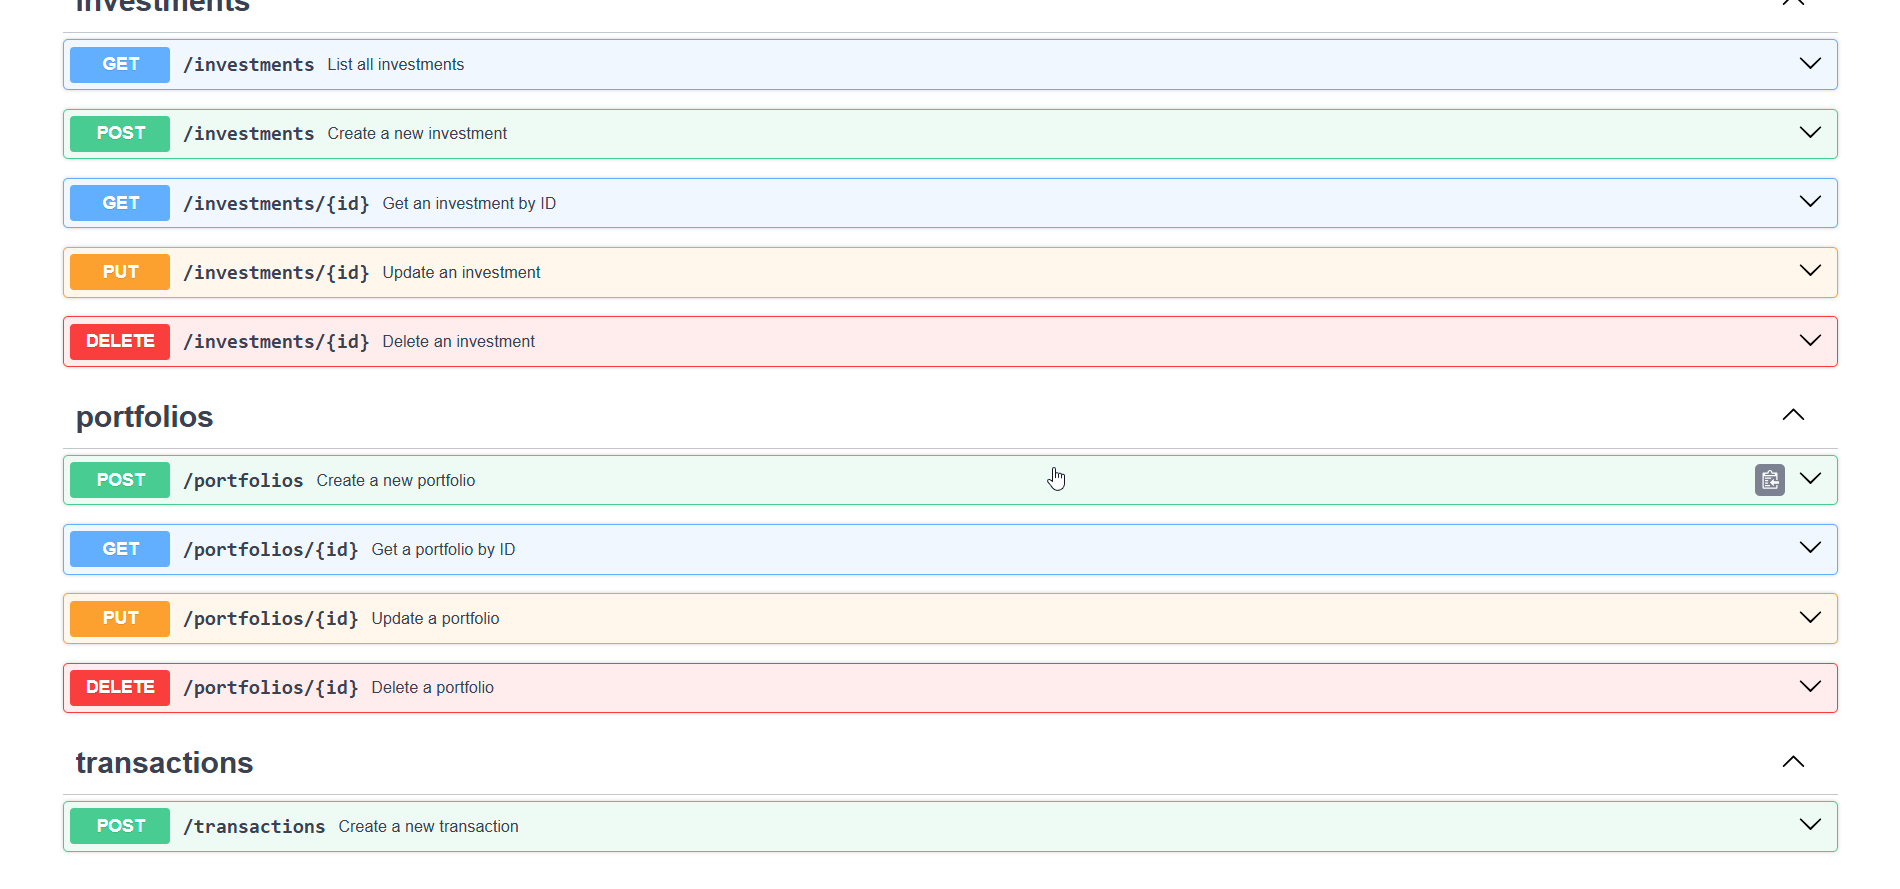 investments
GET /investments List all investments
POST /investments Create a new investment
GET /investments/{id} Get an investment by ID
PUT /investments/{id} Update an investment
DELETE /investments/{id} Delete an investment
portfolios
POST /portfolios Create a new portfolio
GET /portfolios/{id} Get a portfolio by ID
PUT /portfolios/{id} Update a portfolio
DELETE /portfolios/{id} Delete a portfolio
transactions
POST /transactions Create a new transaction